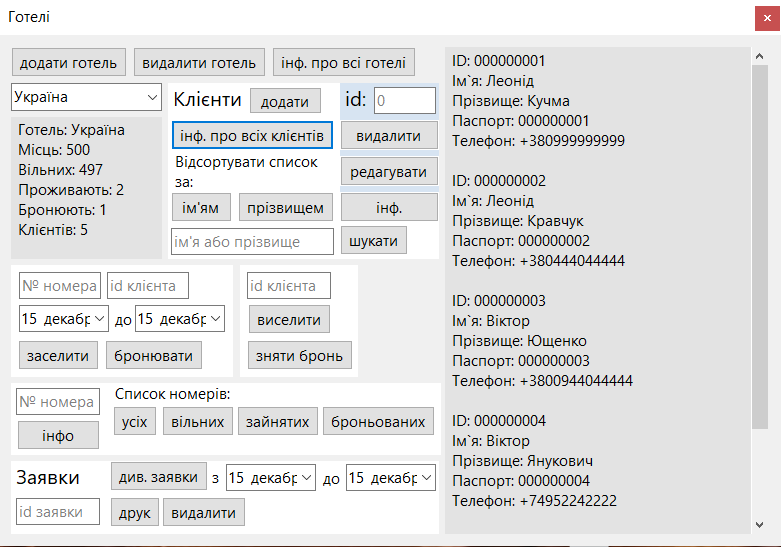 Готелі
додати готель видалити готель інф. про всі готелі
Україна
Готель: Україна
Місць: 500
Вільних: 497
Проживають: 2
Бронюють: 1
Клієнтів: 5
Клієнти додати id: 0
інф. про всіх клієнтів видалити
Відсортувати список
за:
редагувати
ім'ям прізвищем інф.
ім'я або прізвище шукати
№ номера id клієнта
15 декабр до 15 декабр
заселити бронювати
id клієнта
виселити
зняти бронь
№ номера Список номерів:
інфо усіх вільних зайнятих броньованих
Заявки див. заявки з 15 декабр до 15 декабр
id заявки друк видалити
ID: 000000001
Ім`я: Леонід
Прізвище: Кучма
Паспорт: 000000001
Телефон: +380999999999
ID: 000000002
Ім`я: Леонід
Прізвище: Кравчук
Паспорт: 000000002
Телефон: +380444044444
ID: 000000003
Ім`я: Віктор
Прізвище: Ющенко
Паспорт: 000000003
Телефон: +3800944044444
ID: 000000004
Ім`я: Віктор
Прізвище: Янукович
Паспорт: 000000004
Телефон: +74952242222